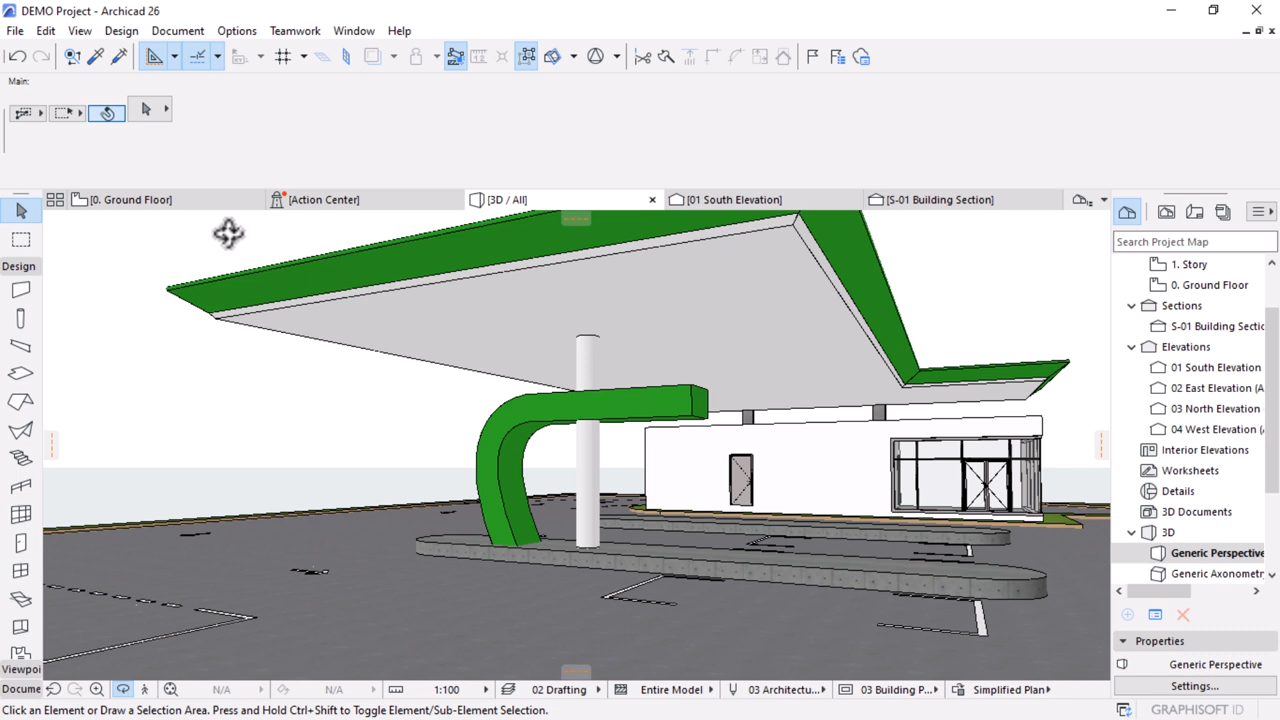 DEMO Project - Archicad 26
File Edit View Design Document Options Teamwork Window Help
Main:
[0. Ground Floor] [Action Center] [3D / All] [01 South Elevation] [S-01 Building Section]
Search Project Map
Design
1. Story
0. Ground Floor
Sections
S-01 Building Sectic
Elevations
01 South Elevation
02 East Elevation (A
03 North Elevation
04 West Elevation (
Interior Elevations
Worksheets
Details
3D Documents
3D
Generic Perspective
Generic Axonometr
Properties
Generic Perspective
Settings...
Viewpoi
Docume N/A N/A 1:100 02 Drafting Entire Model 03 Architectu... 03 Building P... Simplified Plan
Click an Element or Draw a Selection Area. Press and Hold Ctrl+Shift to Toggle Element/Sub-Element Selection.
GRAPHISOFT ID